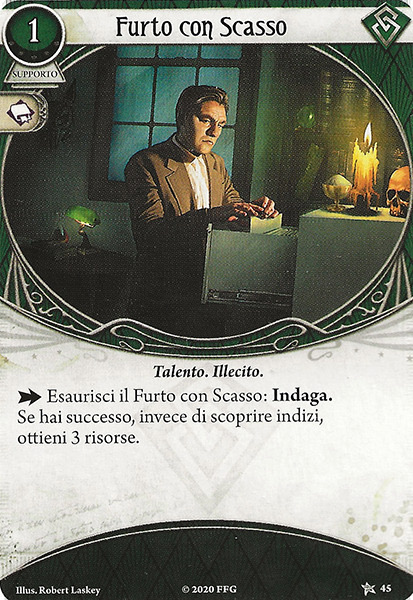 1
Furto con Scasso
SUPPORTO
Talento. Illecito.
Esaurisci il Furto con Scasso: Indaga.
Se hai successo, invece di scoprire indizi,
ottieni 3 risorse.
Illus. Robert Laskey
© 2020 FFG
45